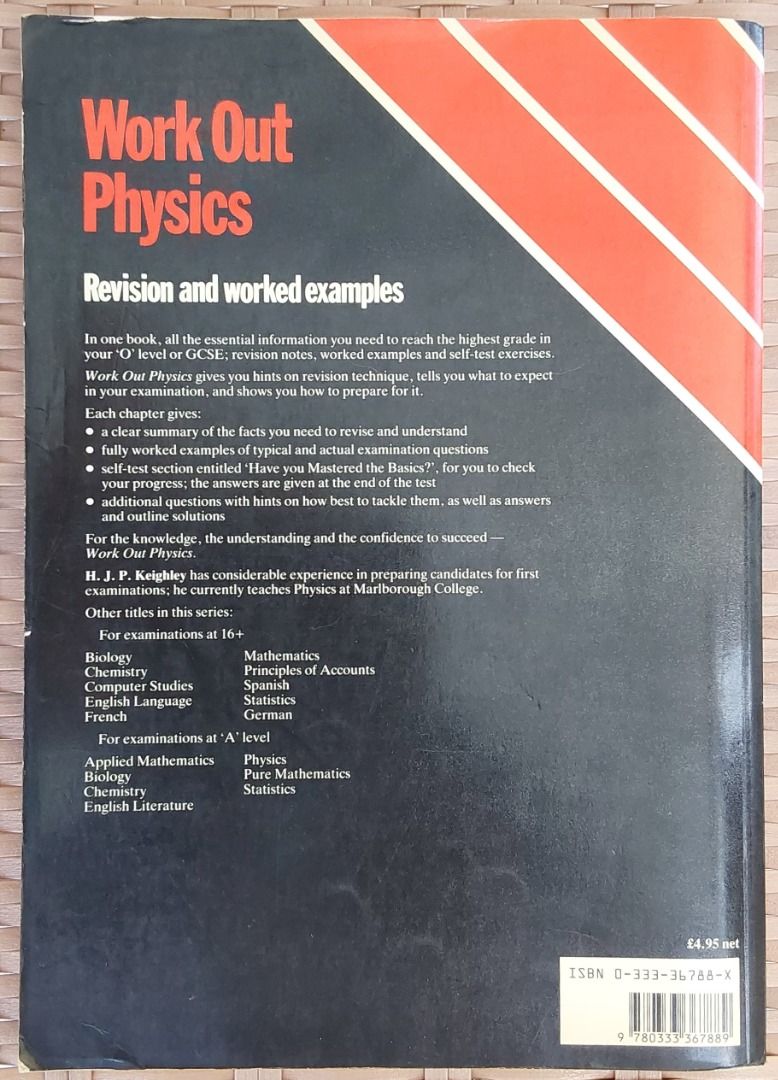 Work Out
Physics
Revision and worked examples
In one book, all the essential information you need to reach the highest grade in
your ‘O’ level or GCSE; revision notes, worked examples and self-test exercises.
Work Out Physics gives you hints on revision technique, tells you what to expect
in your examination, and shows you how to prepare for it.
Each chapter gives:
● a clear summary of the facts you need to revise and understand
● fully worked examples of typical and actual examination questions
● self-test section entitled ‘Have you Mastered the Basics?’, for you to check
your progress; the answers are given at the end of the test
● additional questions with hints on how best to tackle them, as well as answers
and outline solutions
For the knowledge, the understanding and the confidence to succeed —
Work Out Physics.
H. J. P. Keighley has considerable experience in preparing candidates for first
examinations; he currently teaches Physics at Marlborough College.
Other titles in this series:
For examinations at 16+
Biology
Chemistry
Computer Studies
English Language
French
Mathematics
Principles of Accounts
Spanish
Statistics
German
For examinations at ‘A’ level
Applied Mathematics
Biology
Chemistry
English Literature
Physics
Pure Mathematics
Statistics
£4.95 net
ISBN 0-333-36788-X
9 780333 367889